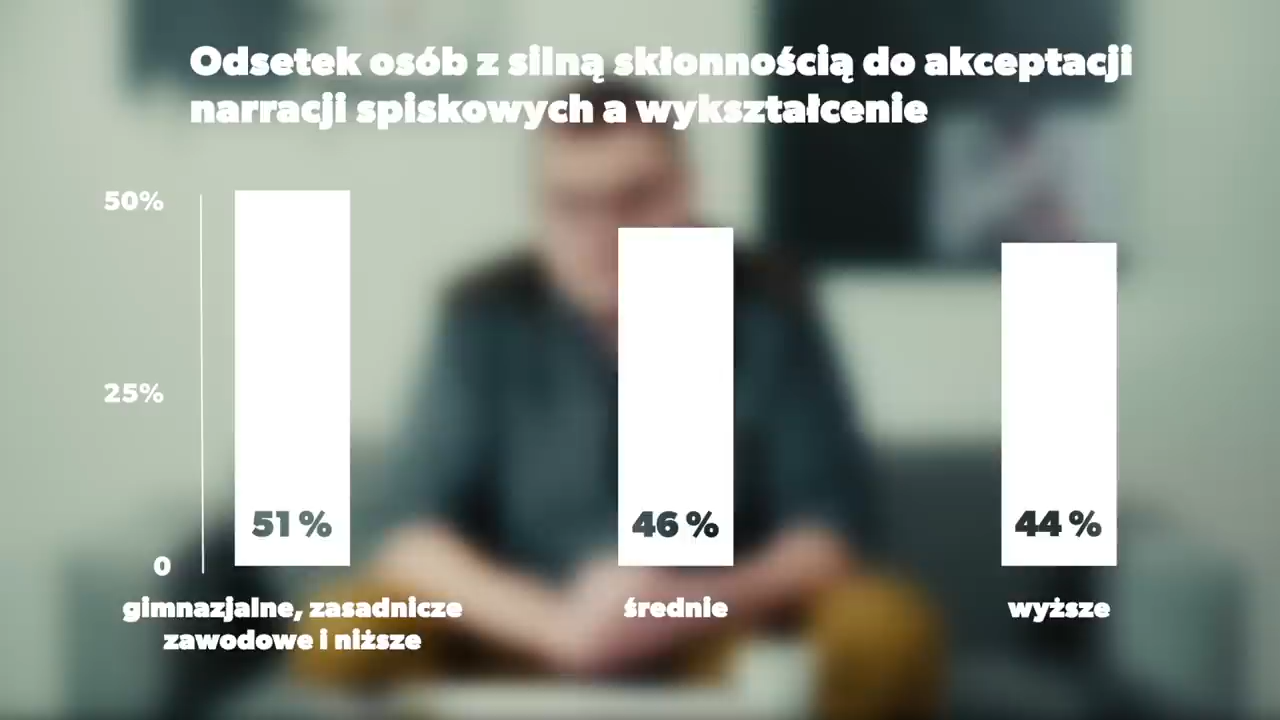 Odsetek osób z silną skłonnością do akceptacji
narracji spiskowych a wykształcenie
50%
25%
0
51 %
46 %
44 %
gimnazjalne, zasadnicze
zawodowe i niższe
średnie
wyższe